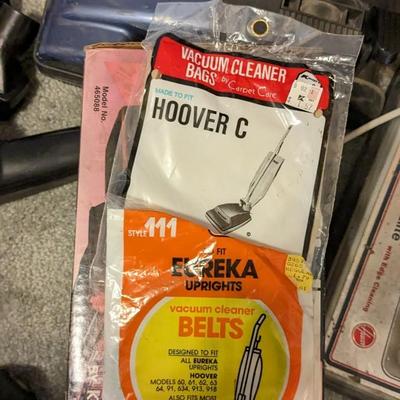 Model No.
465088
VACUUM CLEANER
BAGS by Carpet Care
MADE TO FIT
HOOVER C
STYLE 111
FIT
EUREKA
UPRIGHTS
vacuum cleaner
BELTS
DESIGNED TO FIT
ALL EUREKA
UPRIGHTS
HOOVER
MODELS 60, 61, 62, 63
64, 91, 634, 913, 918
ALSO FITS MOST
with Edge Cleaning